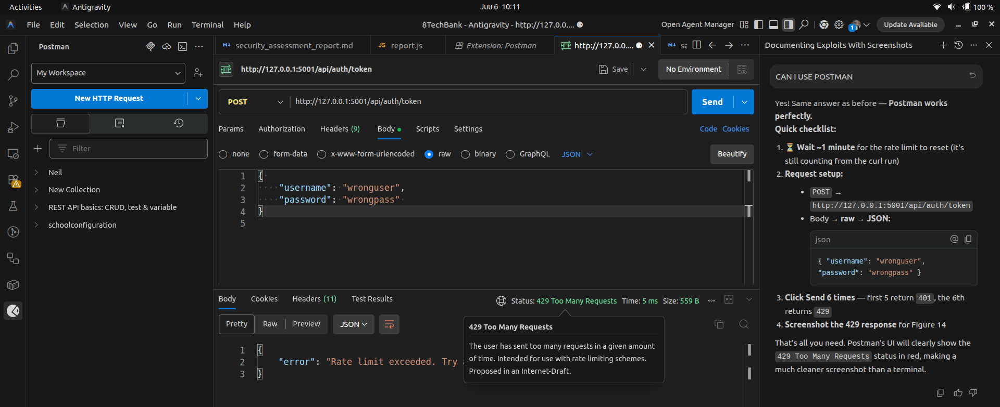 Activities
Antigravity
Juu 6 10:11
100 %
File Edit Selection View Go Run Terminal Help
8TechBank - Antigravity - http://127.0.0....
Open Agent Manager
1
Update Available
Postman
security_assessment_report.md
JS report.js
Extension: Postman
HTTP http://127.0.0....
Documenting Exploits With Screenshots
My Workspace
New HTTP Request
Filter
Neil
New Collection
REST API basics: CRUD, test & variable
schoolconfiguration
HTTP http://127.0.0.1:5001/api/auth/token
Save
No Environment
POST http://127.0.0.1:5001/api/auth/token
Send
Params Authorization Headers (9) Body Scripts Settings
Code Cookies
none form-data x-www-form-urlencoded raw binary GraphQL JSON
Beautify
1 {
2 "username": "wronguser",
3 "password": "wrongpass"
4 }
5
Body Cookies Headers (11) Test Results
Status: 429 Too Many Requests Time: 5 ms Size: 559 B
Pretty Raw Preview JSON
1 {
2 "error": "Rate limit exceeded. Try
3 }
429 Too Many Requests
The user has sent too many requests in a given amount
of time. Intended for use with rate limiting schemes.
Proposed in an Internet-Draft.
CAN I USE POSTMAN
Yes! Same answer as before — Postman works
perfectly.
Quick checklist:
1. ⏳ Wait ~1 minute for the rate limit to reset (it's
still counting from the curl run)
2. Request setup:
• POST →
http://127.0.0.1:5001/api/auth/token
• Body → raw → JSON:
json
{ "username": "wronguser",
"password": "wrongpass" }
3. Click Send 6 times — first 5 return 401, the 6th
returns 429
4. Screenshot the 429 response for Figure 14
That's all you need. Postman's UI will clearly show the
429 Too Many Requests status in red, making a
much cleaner screenshot than a terminal.